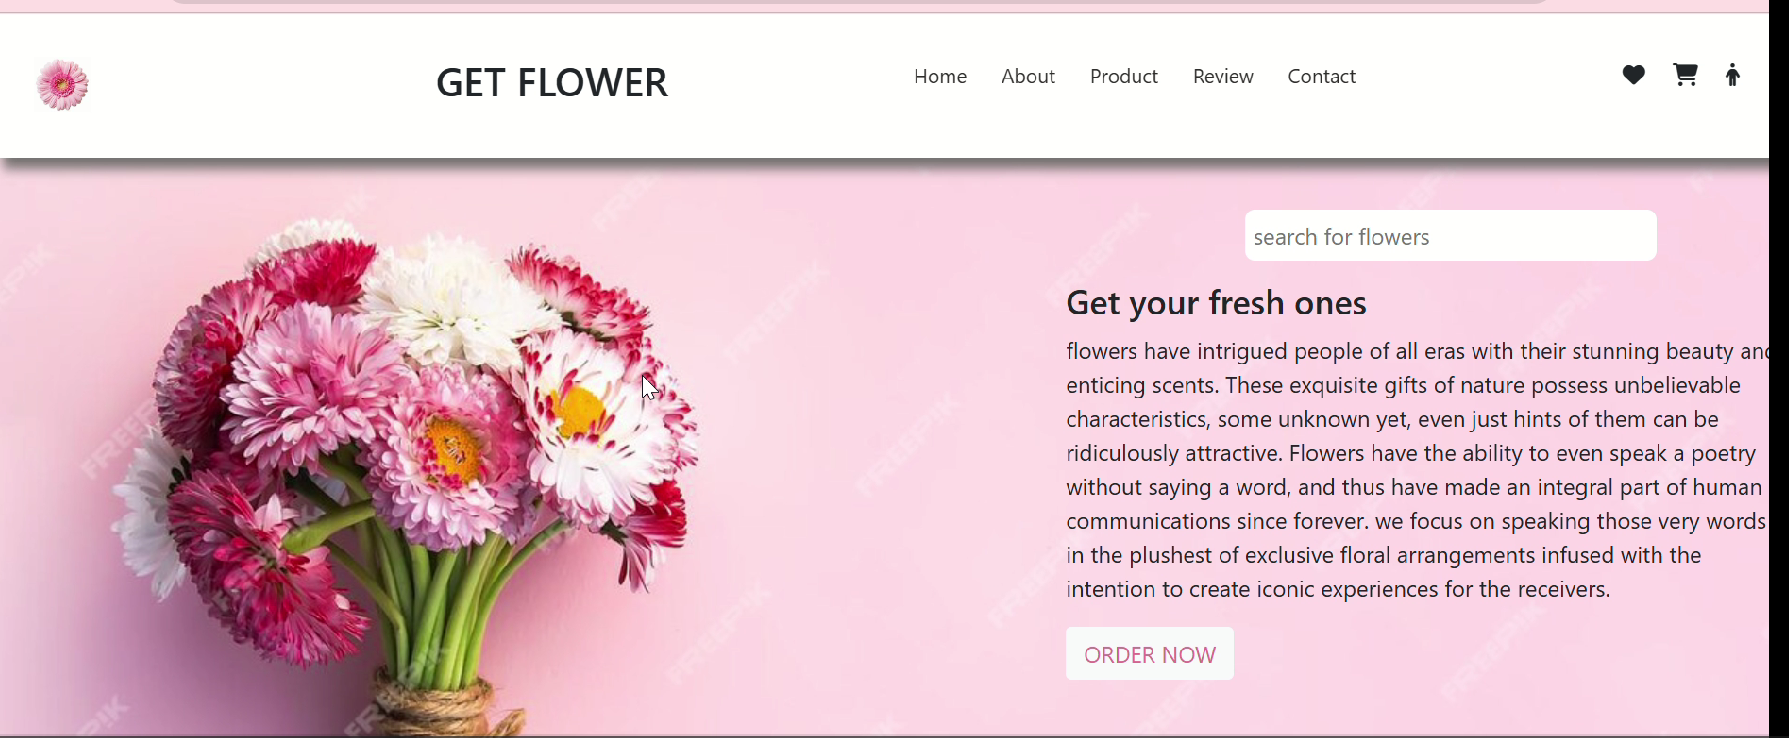 GET FLOWER
Home About Product Review Contact
search for flowers
Get your fresh ones
flowers have intrigued people of all eras with their stunning beauty and
enticing scents. These exquisite gifts of nature possess unbelievable
characteristics, some unknown yet, even just hints of them can be
ridiculously attractive. Flowers have the ability to even speak a poetry
without saying a word, and thus have made an integral part of human
communications since forever. we focus on speaking those very words
in the plushest of exclusive floral arrangements infused with the
intention to create iconic experiences for the receivers.
ORDER NOW
FREEPIK